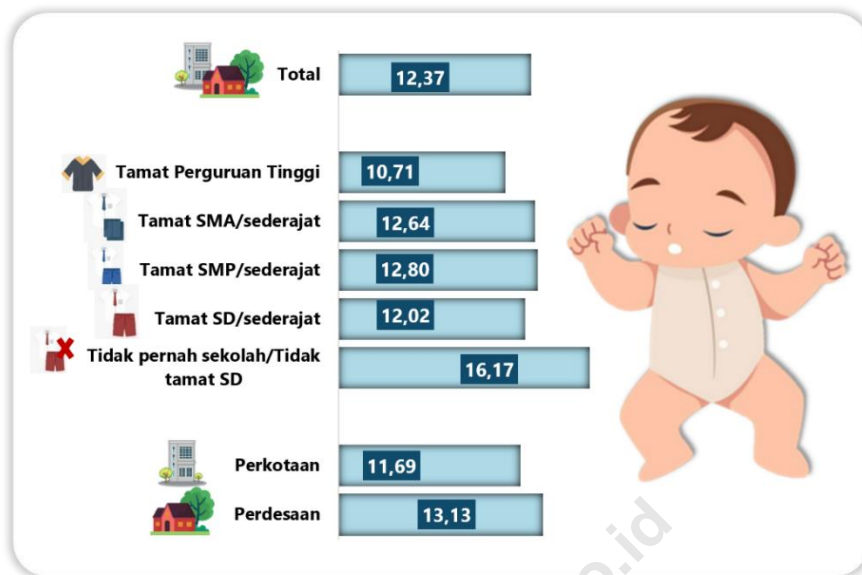 Total 12,37
Tamat Perguruan Tinggi 10,71
Tamat SMA/sederajat 12,64
Tamat SMP/sederajat 12,80
Tamat SD/sederajat 12,02
Tidak pernah sekolah/Tidak
tamat SD 16,17
Perkotaan 11,69
Perdesaan 13,13
.id